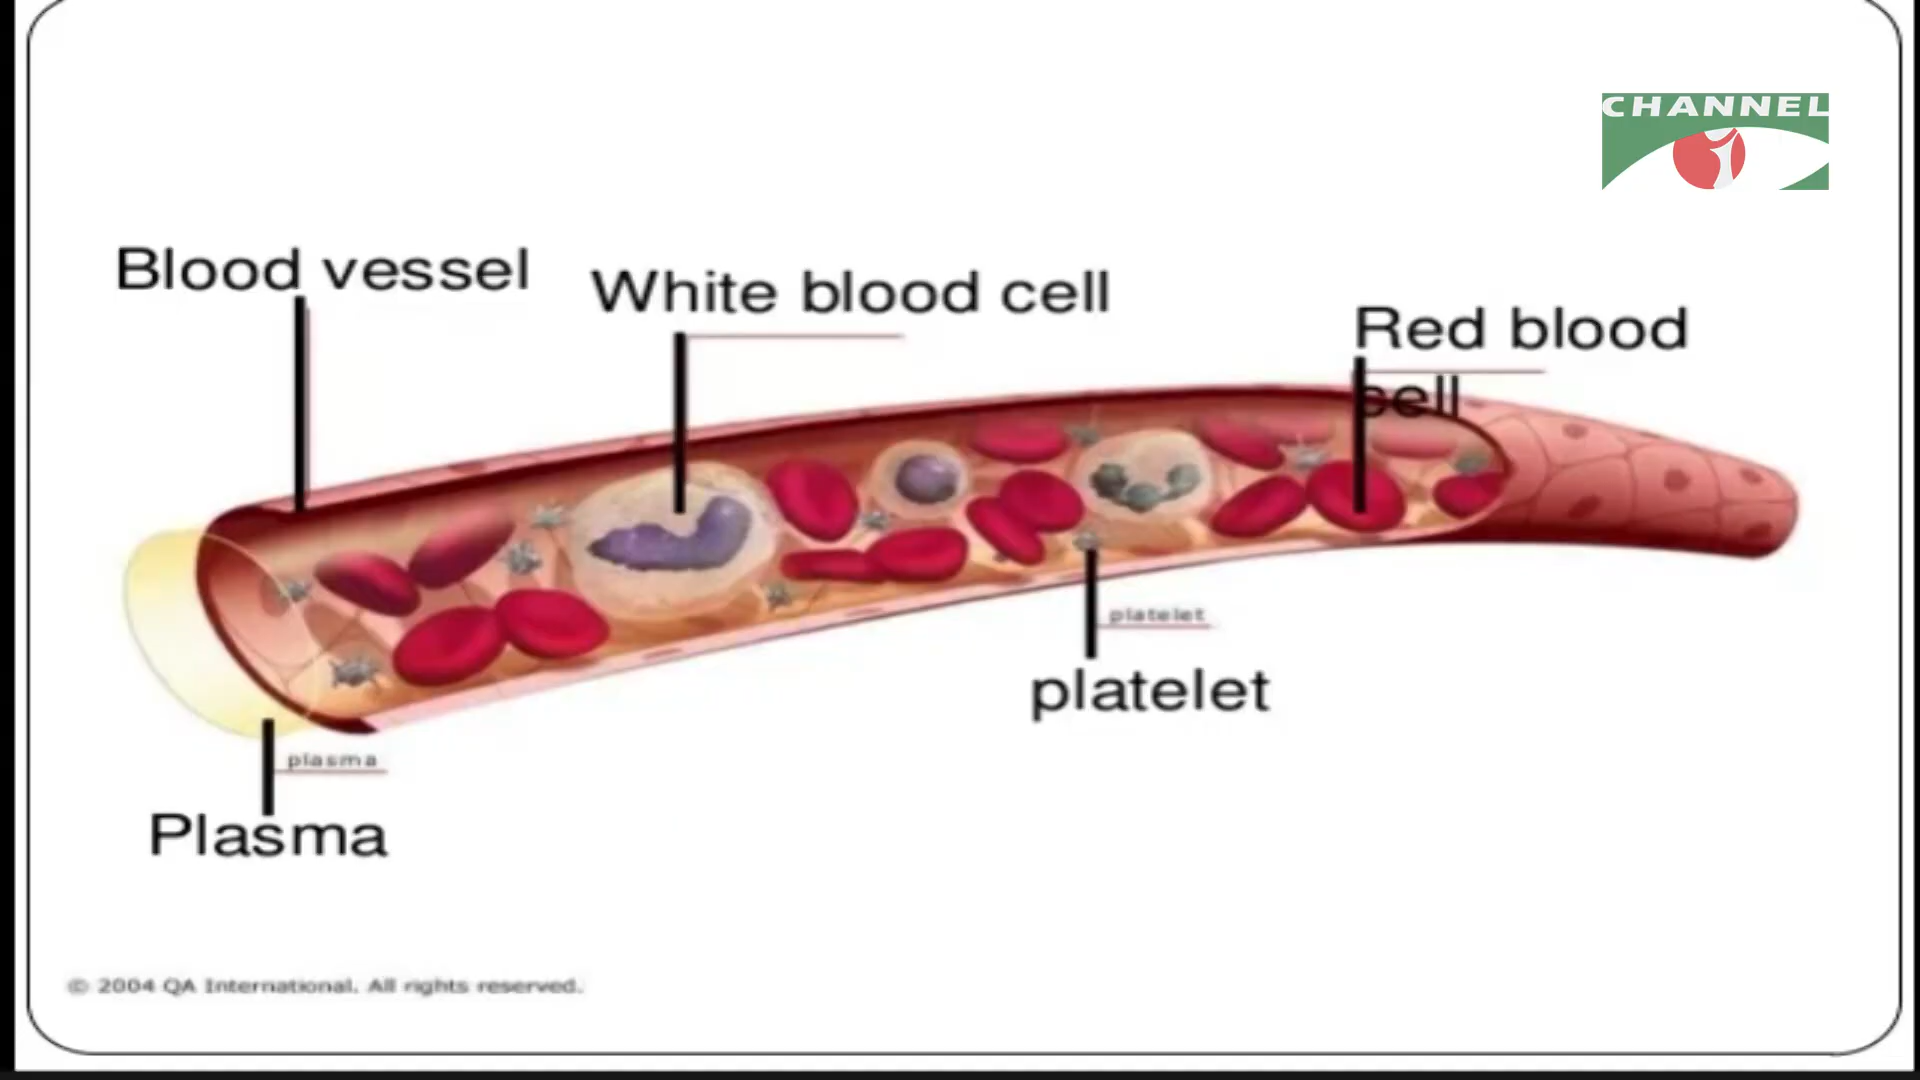 CHANNEL
Blood vessel
White blood cell
Red blood
cell
platelet
platelet
plasma
Plasma
© 2004 QA International. All rights reserved.